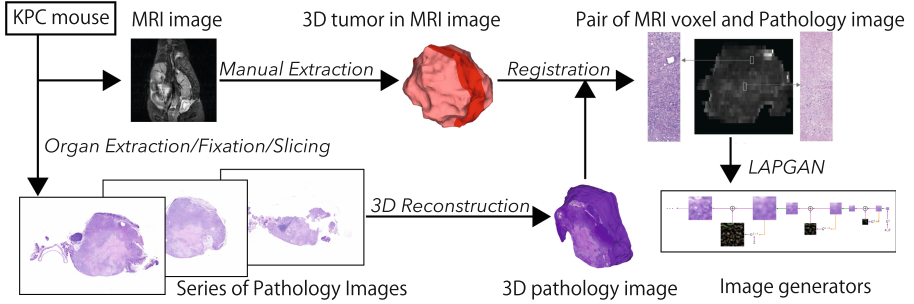 KPC mouse
MRI image
3D tumor in MRI image
Pair of MRI voxel and Pathology image
Manual Extraction
Registration
Organ Extraction/Fixation/Slicing
LAPGAN
3D Reconstruction
Series of Pathology Images
3D pathology image
Image generators